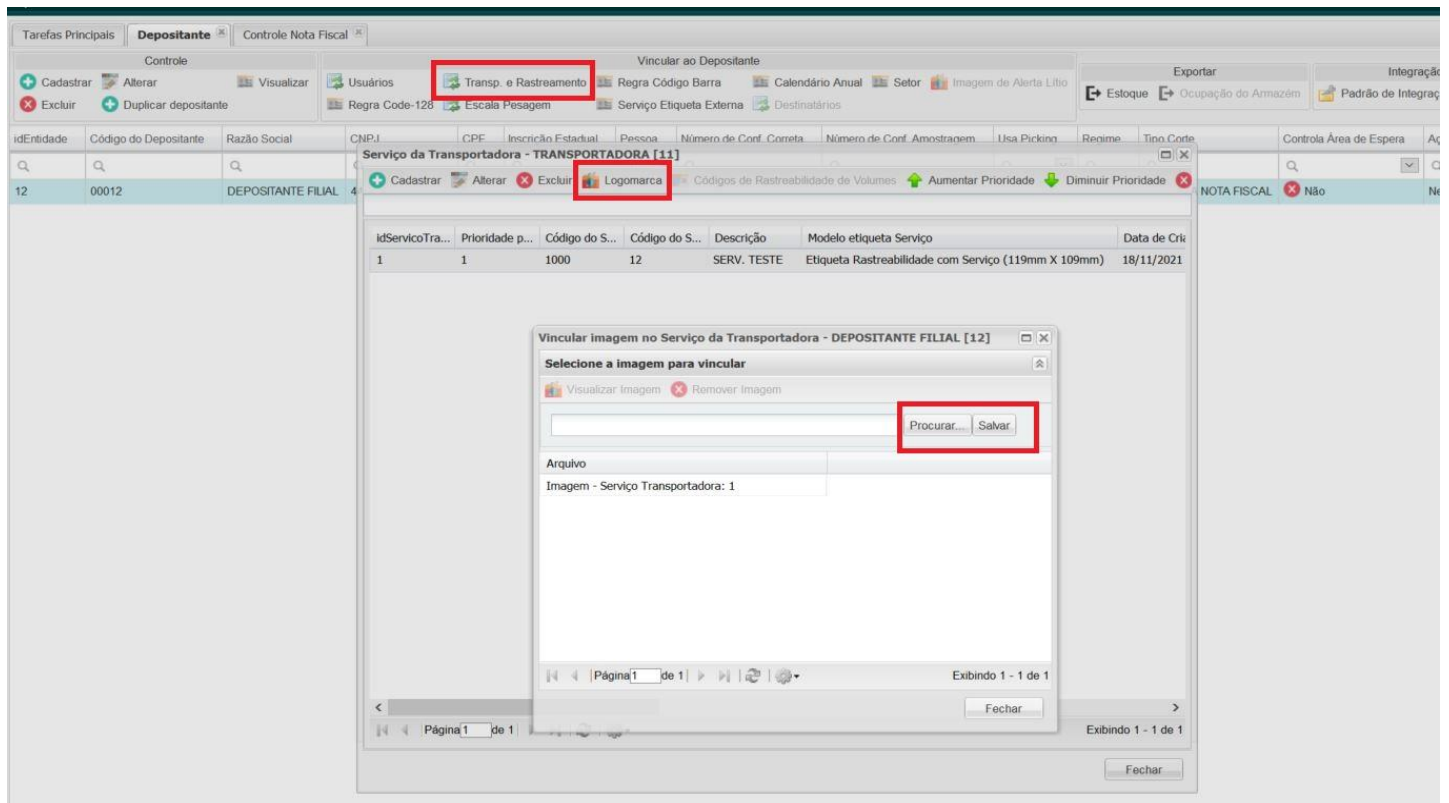 Tarefas Principais Depositante Controle Nota Fiscal
Controle Vincular ao Depositante Exportar Integração
Cadastrar Alterar Visualizar Usuários Transp. e Rastreamento Regra Código Barra Calendário Anual Setor Imagem de Alerta Lítio
Estoque Ocupação do Armazém Padrão de Integraç
Excluir Duplicar depositante Regra Code-128 Escala Pesagem Serviço Etiqueta Externa Destinatários
idEntidade Código do Depositante Razão Social CNPJ CPF Inscrição Estadual Pessoa Número de Conf. Correta Número de Conf. Amostragem Usa Picking Regime Tipo Corte Controla Área de Espera
Serviço da Transportadora - TRANSPORTADORA [11]
Cadastrar Alterar Excluir Logomarca Códigos de Rastreabilidade de Volumes Aumentar Prioridade Diminuir Prioridade
12 00012 DEPOSITANTE FILIAL 4 NOTA FISCAL Não Ne
idServicoTra... Prioridade p... Código do S... Código do S... Descrição Modelo etiqueta Serviço Data de Cria
1 1 1000 12 SERV. TESTE Etiqueta Rastreabilidade com Serviço (119mm X 109mm) 18/11/2021
Vincular imagem no Serviço da Transportadora - DEPOSITANTE FILIAL [12]
Selecione a imagem para vincular
Visualizar Imagem Remover Imagem
Procurar... Salvar
Arquivo
Imagem - Serviço Transportadora: 1
Página 1 de 1 Exibindo 1 - 1 de 1
Fechar
Página 1 de 1 Exibindo 1 - 1 de 1
Fechar